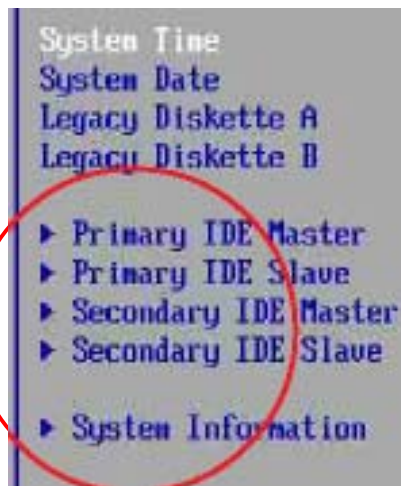 System Time
System Date
Legacy Diskette A
Legacy Diskette B
Primary IDE Master
Primary IDE Slave
Secondary IDE Master
Secondary IDE Slave
System Information